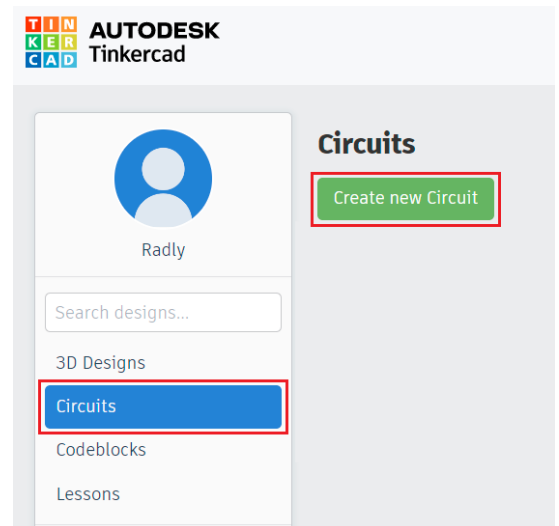 TIN
KER
CAD
AUTODESK
Tinkercad
Radly
Search designs...
3D Designs
Circuits
Codeblocks
Lessons
Circuits
Create new Circuit